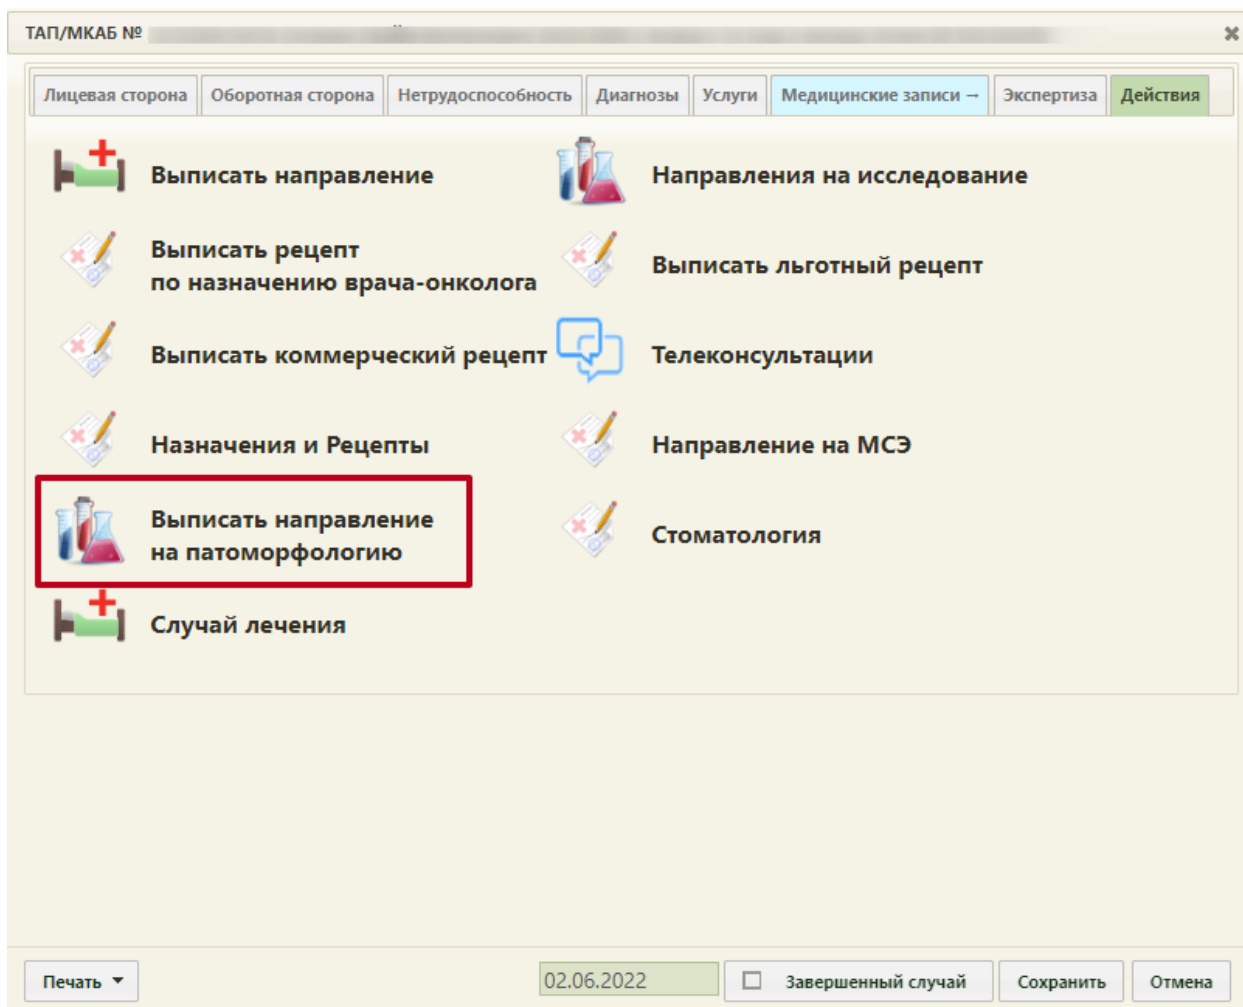 ТАП/МКАБ №
Лицевая сторона Оборотная сторона Нетрудоспособность Диагнозы Услуги Медицинские записи → Экспертиза Действия
Выписать направление
Направления на исследование
Выписать рецепт
по назначению врача-онколога
Выписать льготный рецепт
Выписать коммерческий рецепт
Телеконсультации
Назначения и Рецепты
Направление на МСЭ
Выписать направление
на патоморфологию
Стоматология
Случай лечения
Печать 02.06.2022 Завершенный случай Сохранить Отмена